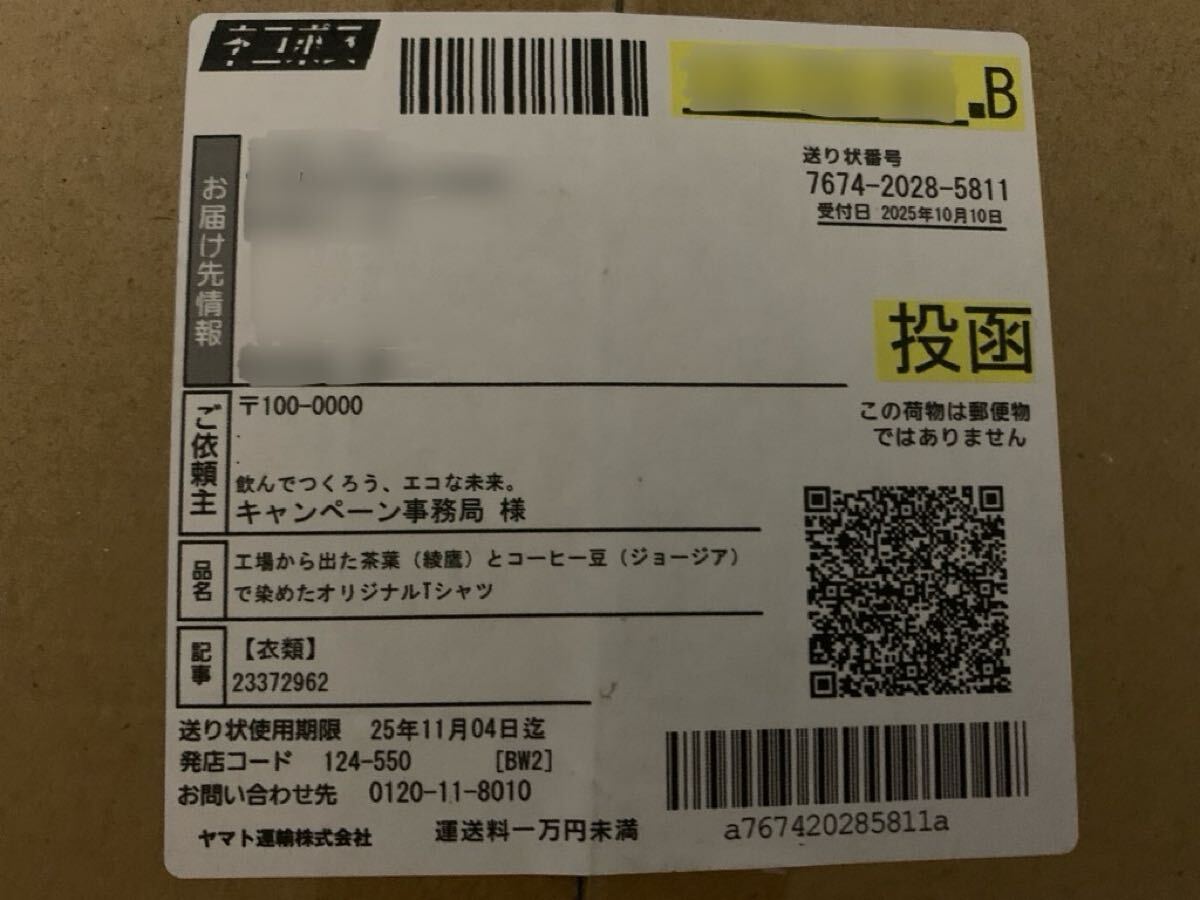 ネコポス
.B
送り状番号
7674-2028-5811
受付日 2025年10月10日
お届け先情報
投函
この荷物は郵便物
ではありません
ご依頼主
〒100-0000
.
.
飲んでつくろう、エコな未来。
キャンペーン事務局 様
品名
工場から出た茶葉（綾鷹）とコーヒー豆（ジョージア）
で染めたオリジナルTシャツ
記事
【衣類】
23372962
送り状使用期限 25年11月04日迄
発店コード 124-550 [BW2]
お問い合わせ先 0120-11-8010
ヤマト運輸株式会社 運送料一万円未満
a767420285811a